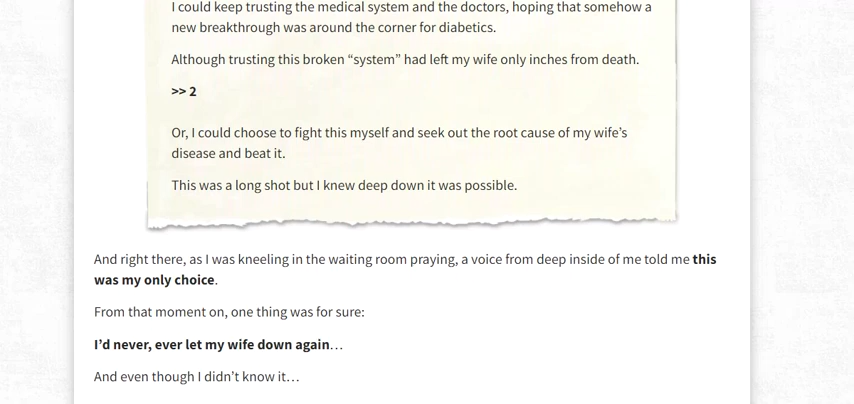 I could keep trusting the medical system and the doctors, hoping that somehow a
new breakthrough was around the corner for diabetics.
Although trusting this broken “system” had left my wife only inches from death.
>> 2
Or, I could choose to fight this myself and seek out the root cause of my wife’s
disease and beat it.
This was a long shot but I knew deep down it was possible.
And right there, as I was kneeling in the waiting room praying, a voice from deep inside of me told me this
was my only choice.
From that moment on, one thing was for sure:
I’d never, ever let my wife down again…
And even though I didn’t know it…